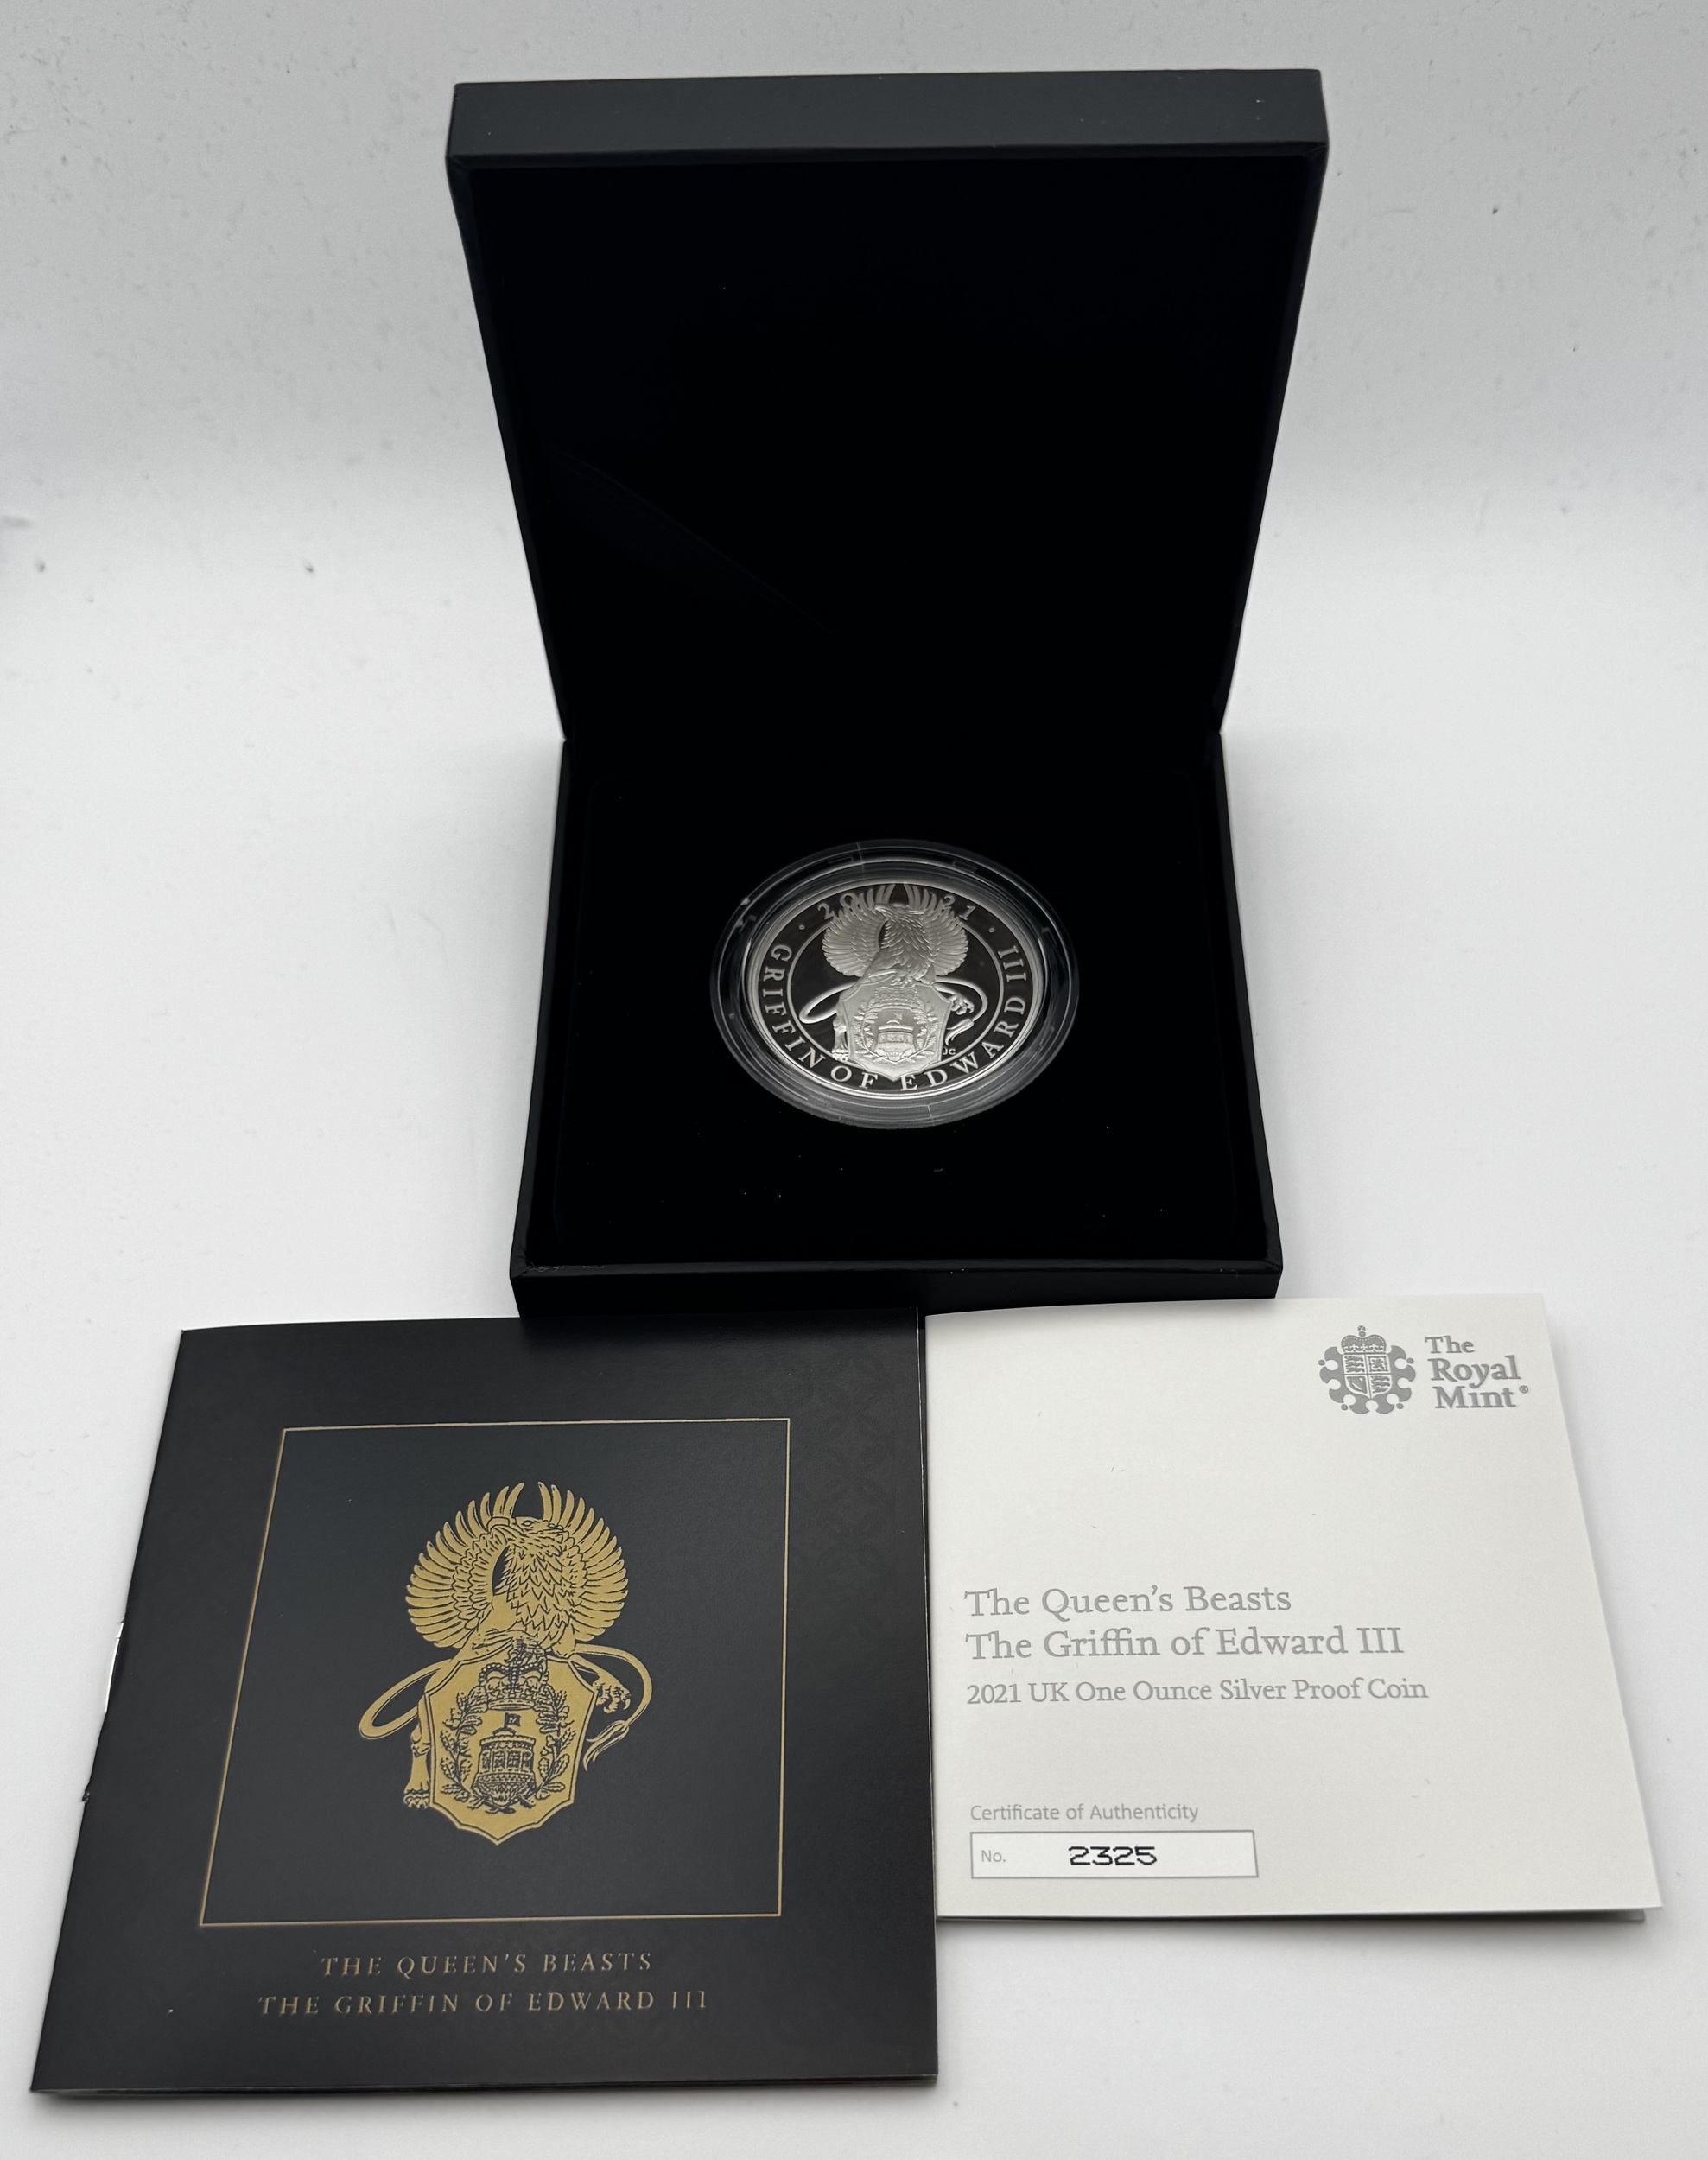 2021
GRIFFIN OF EDWARD III
JC
The
Royal
Mint®
The Queen's Beasts
The Griffin of Edward III
2021 UK One Ounce Silver Proof Coin
Certificate of Authenticity
No. 2325
THE QUEEN'S BEASTS
THE GRIFFIN OF EDWARD III